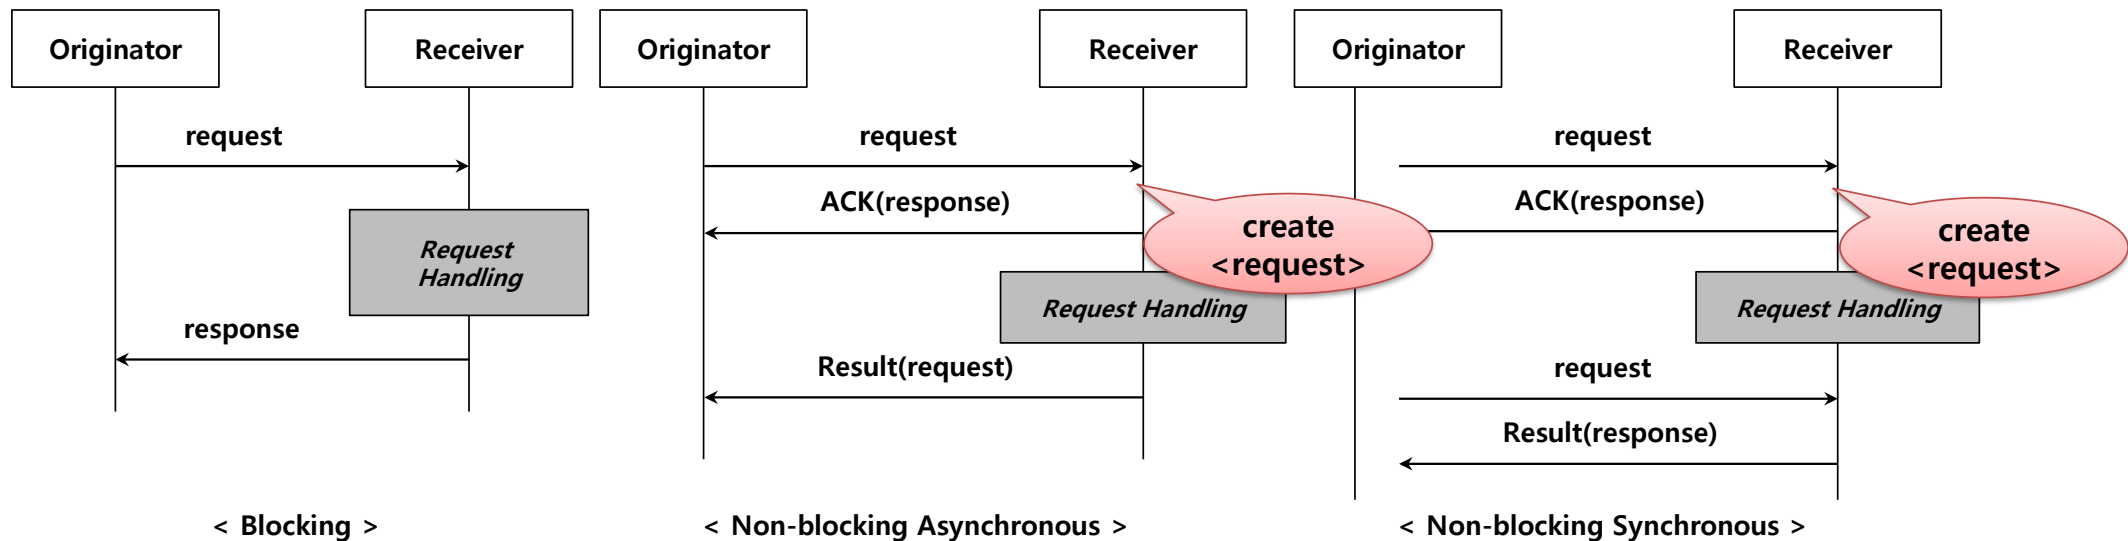 Originator
Receiver
request
Request
Handling
response
< Blocking >
Originator
Receiver
request
ACK(response)
create
<request>
Request Handling
Result(request)
< Non-blocking Asynchronous >
Originator
Receiver
request
ACK(response)
create
<request>
Request Handling
request
Result(response)
< Non-blocking Synchronous >